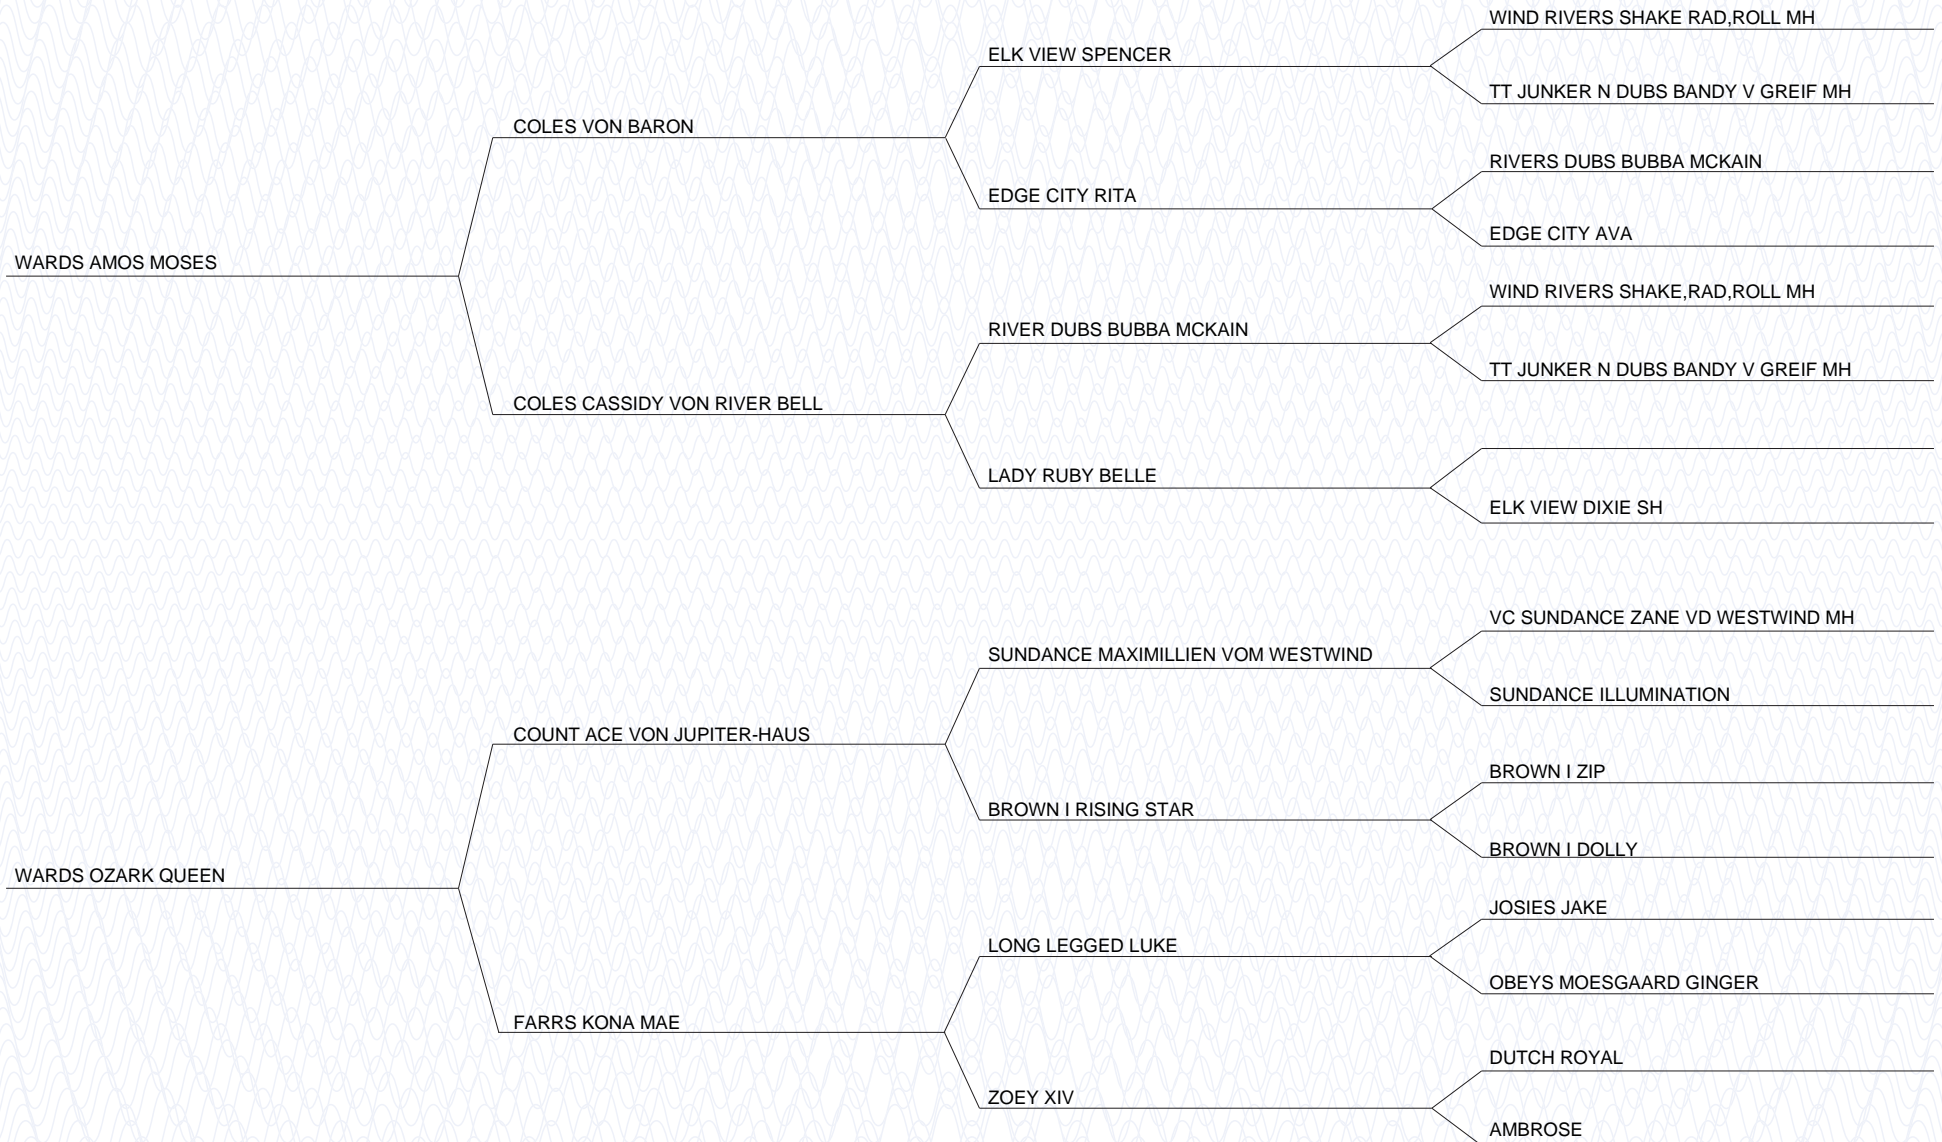 WIND RIVERS SHAKE RAD,ROLL MH
ELK VIEW SPENCER
TT JUNKER N DUBS BANDY V GREIF MH
COLES VON BARON
RIVERS DUBS BUBBA MCKAIN
EDGE CITY RITA
EDGE CITY AVA
WARDS AMOS MOSES
WIND RIVERS SHAKE,RAD,ROLL MH
RIVER DUBS BUBBA MCKAIN
TT JUNKER N DUBS BANDY V GREIF MH
COLES CASSIDY VON RIVER BELL
LADY RUBY BELLE
ELK VIEW DIXIE SH
VC SUNDANCE ZANE VD WESTWIND MH
SUNDANCE MAXIMILLIEN VOM WESTWIND
SUNDANCE ILLUMINATION
COUNT ACE VON JUPITER-HAUS
BROWN I ZIP
BROWN I RISING STAR
BROWN I DOLLY
WARDS OZARK QUEEN
JOSIES JAKE
LONG LEGGED LUKE
OBEYS MOESGAARD GINGER
FARRS KONA MAE
DUTCH ROYAL
ZOEY XIV
AMBROSE